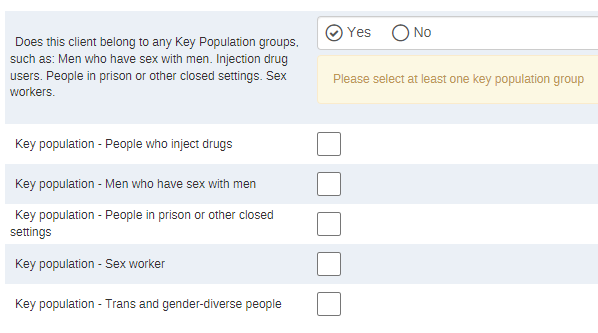 Does this client belong to any Key Population groups,
such as: Men who have sex with men. Injection drug
users. People in prison or other closed settings. Sex
workers.
Yes No
Please select at least one key population group
Key population - People who inject drugs
Key population - Men who have sex with men
Key population - People in prison or other closed
settings
Key population - Sex worker
Key population - Trans and gender-diverse people